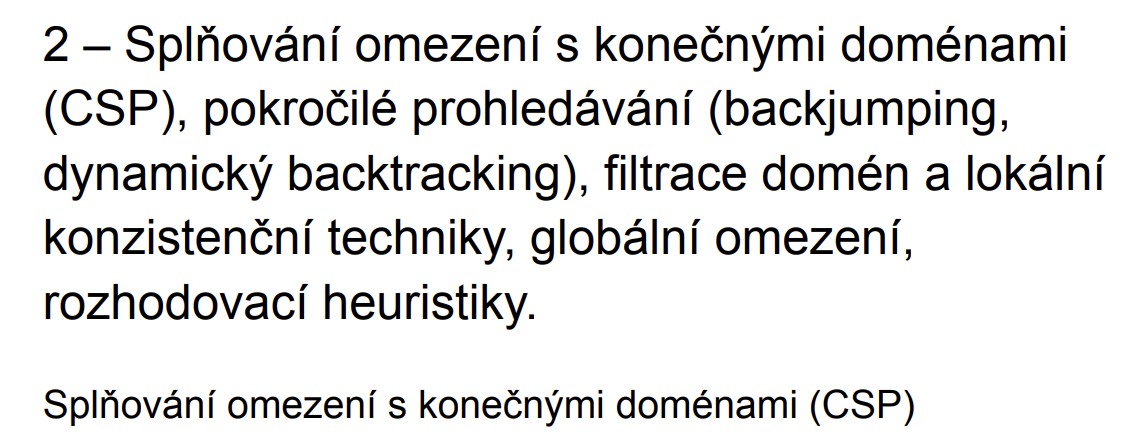 2 – Splňování omezení s konečnými doménami
(CSP), pokročilé prohledávání (backjumping,
dynamický backtracking), filtrace domén a lokální
konzistenční techniky, globální omezení,
rozhodovací heuristiky.
Splňování omezení s konečnými doménami (CSP)